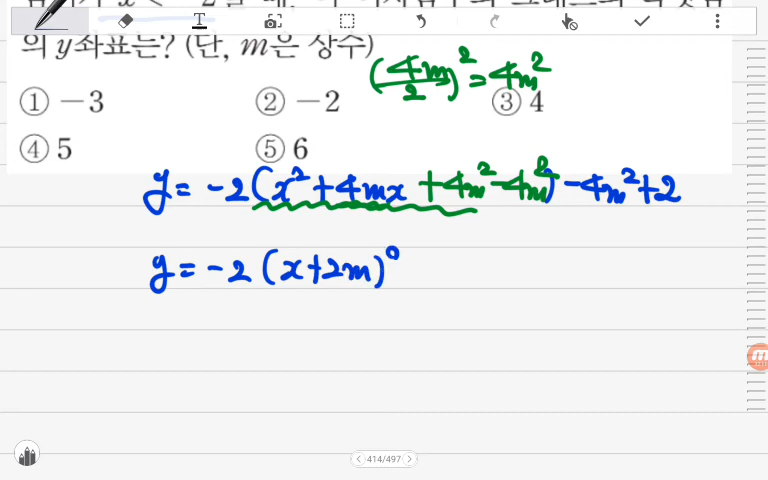 의 y좌표는? (단, m은 상수)
(4m/2)² = 4m²
① −3 ② −2 ③ 4
④ 5 ⑤ 6
y = −2(x² + 4mx + 4m² − 4m²) − 4m² + 2
y = −2(x + 2m)
414/497